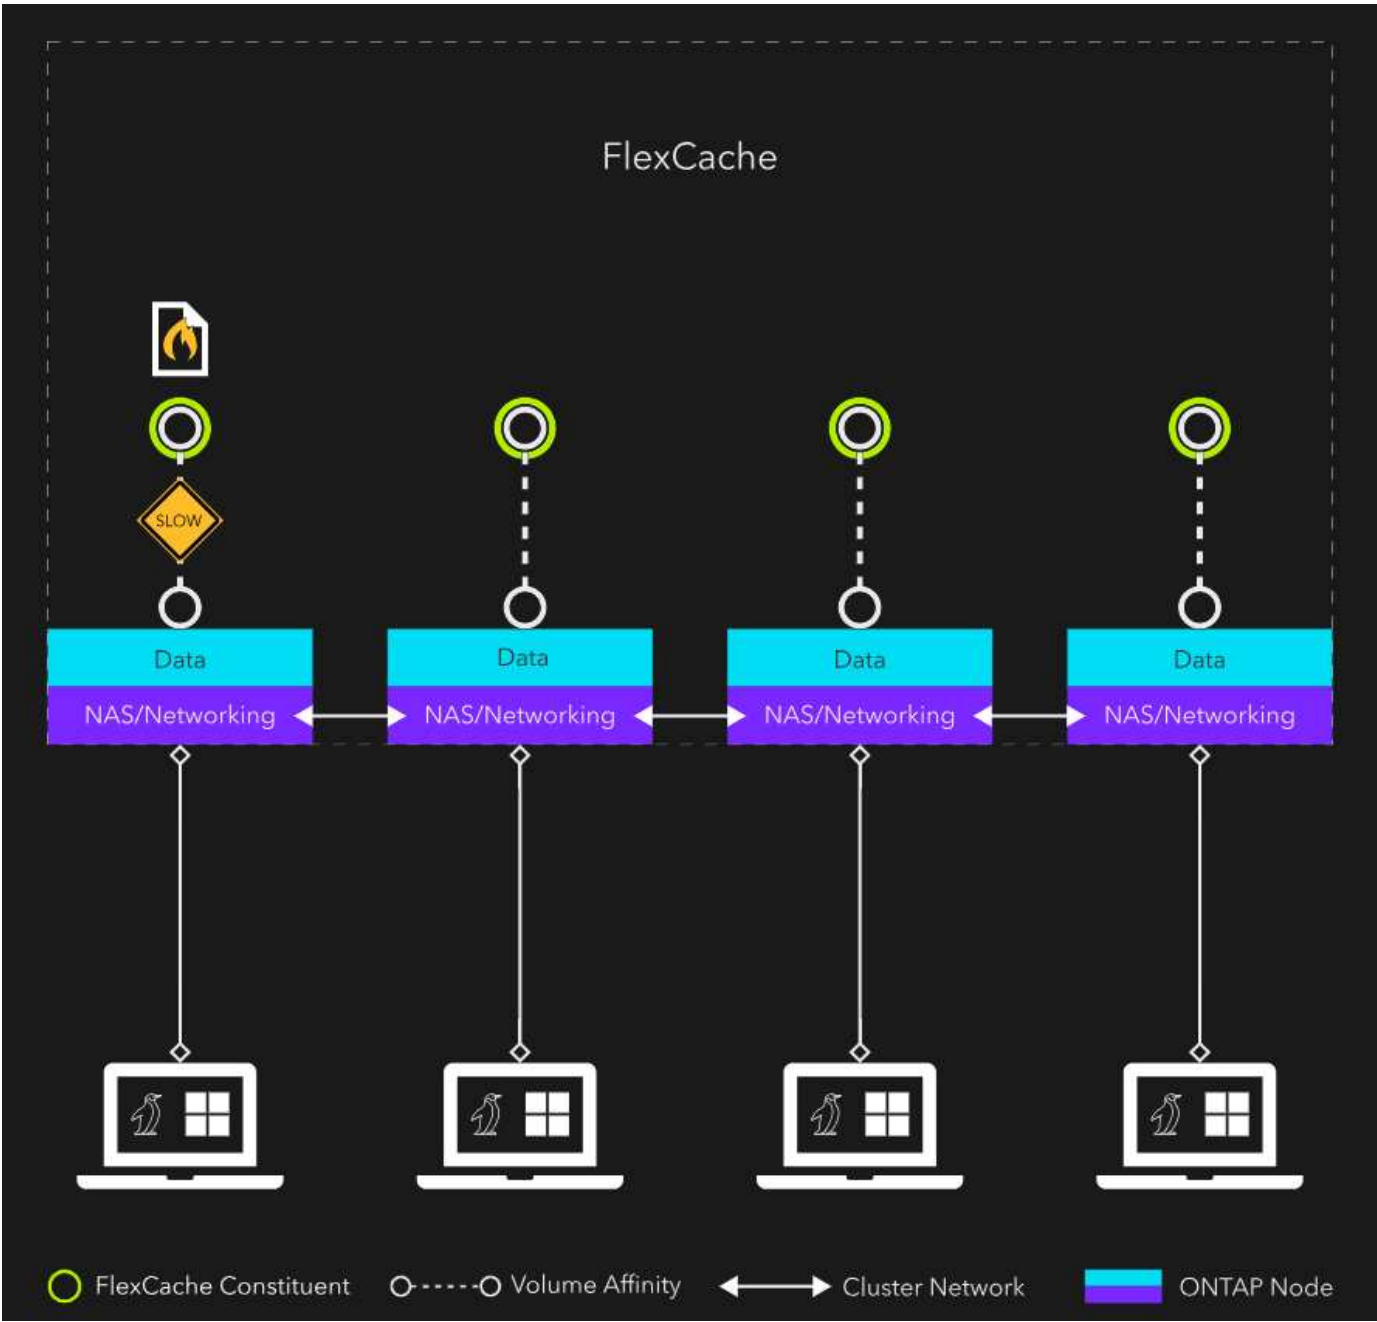 FlexCache
SLOW
Data Data Data Data
NAS/Networking NAS/Networking NAS/Networking NAS/Networking
FlexCache Constituent Volume Affinity Cluster Network ONTAP Node